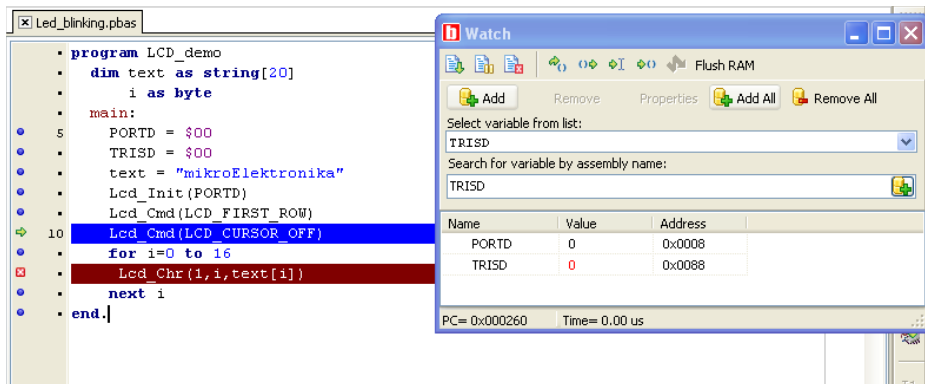 Led_blinking.pbas
program LCD_demo
dim text as string[20]
i as byte
main:
5 PORTD = $00
TRISD = $00
text = "mikroElektronika"
Lcd_Init(PORTD)
Lcd_Cmd(LCD_FIRST_ROW)
10 Lcd_Cmd(LCD_CURSOR_OFF)
for i=0 to 16
Lcd_Chr(1,i,text[i])
next i
end.
Watch
Flush RAM
Add Remove Properties Add All Remove All
Select variable from list:
TRISD
Search for variable by assembly name:
TRISD
Name Value Address
PORTD 0 0x0008
TRISD 0 0x0088
PC= 0x000260 Time= 0.00 us